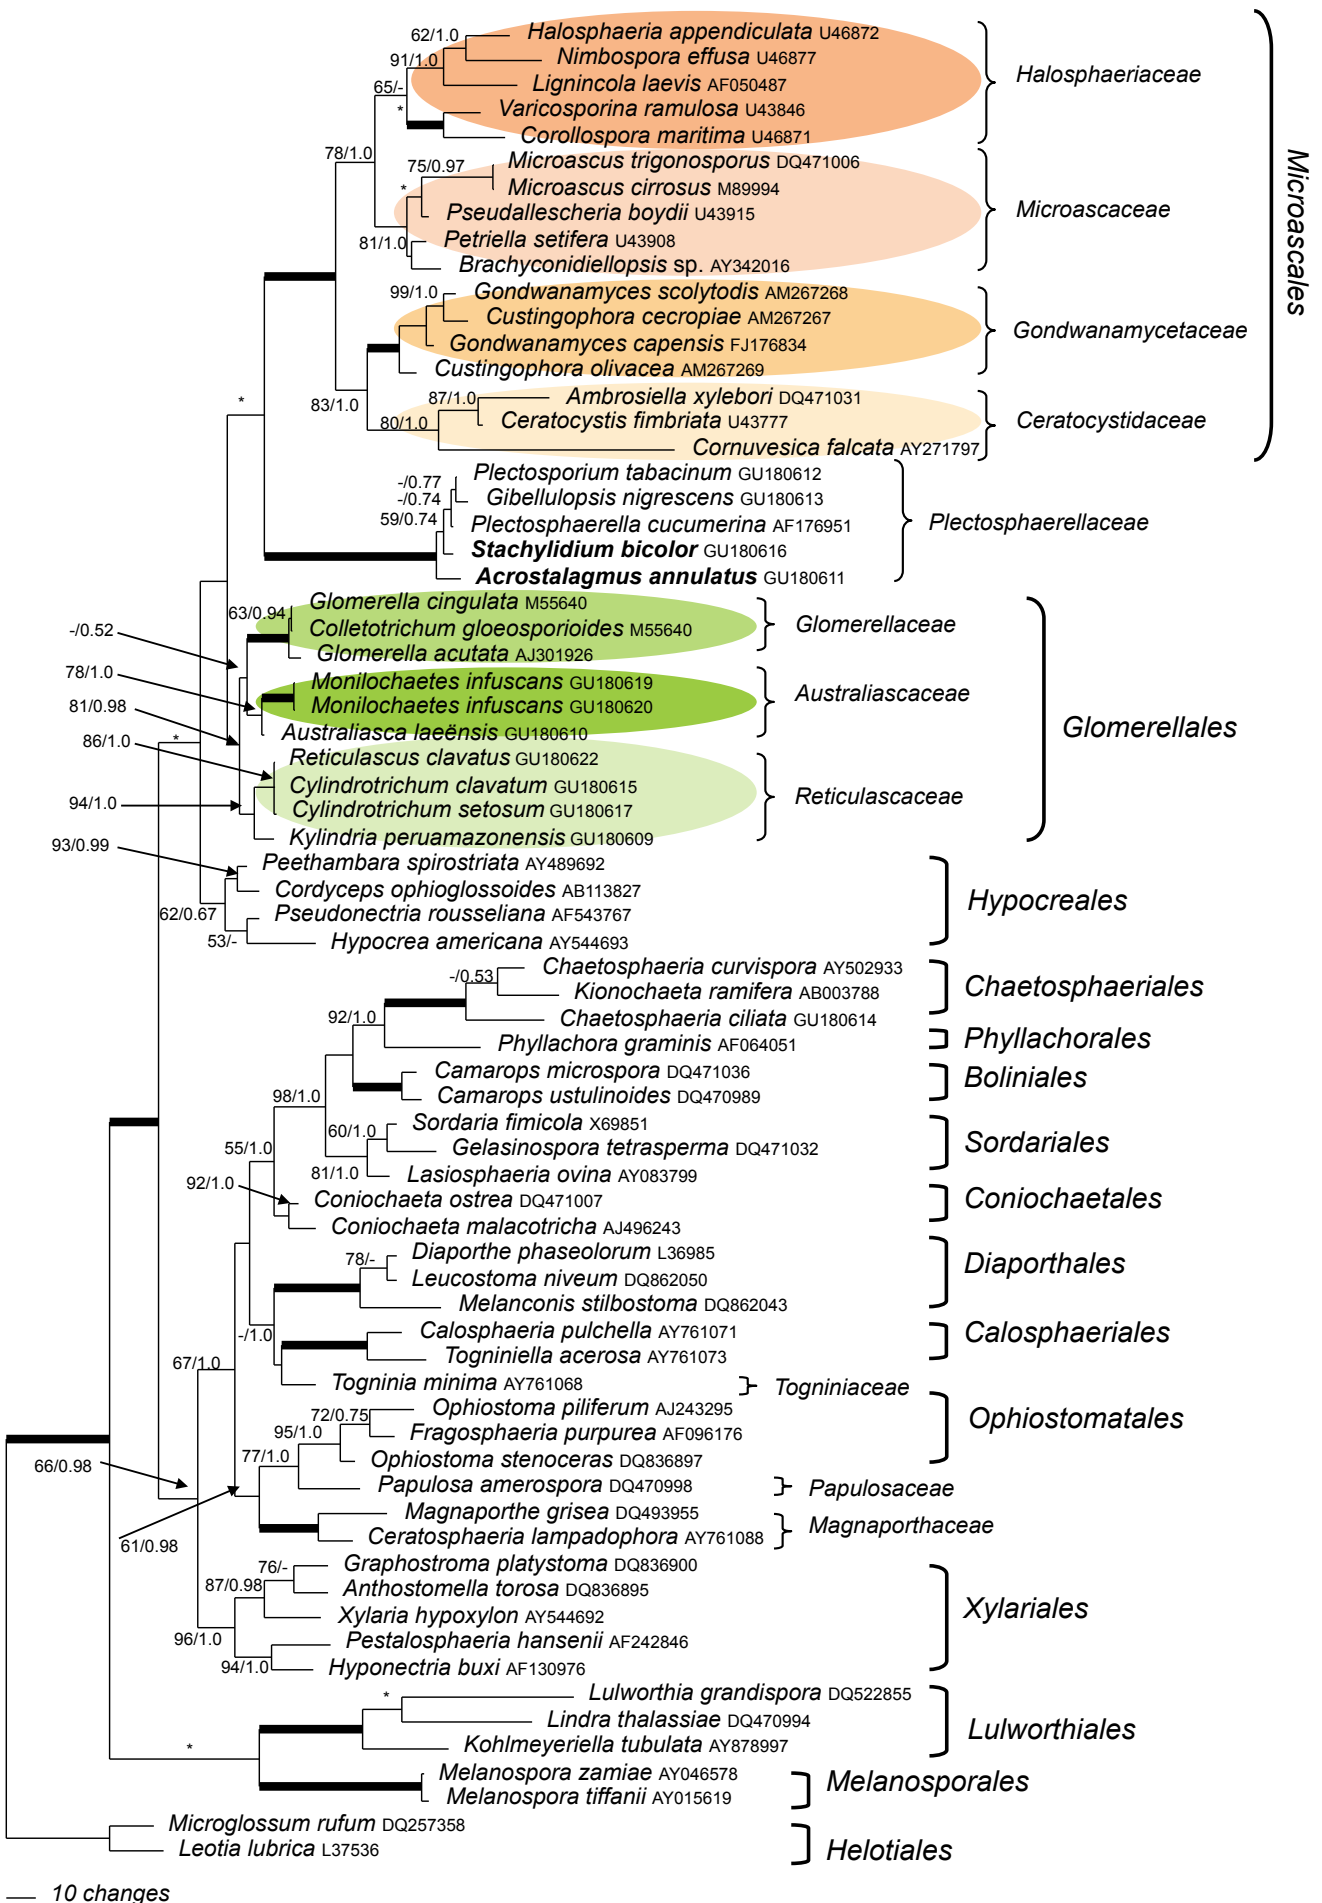 62/1.0 Halosphaeria appendiculata U46872
Nimbospora effusa U46877
91/1.0
Lignincola laevis AF050487
Halosphaeriaceae
65/-
*
Varicosporina ramulosa U43846
Corollospora maritima U46871
78/1.0
Microascus trigonosporus DQ471006
75/0.97
*
Microascus cirrosus M89994
Pseudallescheria boydii U43915
Microascaceae
81/1.0
Petriella setifera U43908
Brachyconidiellopsis sp. AY342016
Microascales
99/1.0
Gondwanamyces scolytodis AM267268
Custingophora cecropiae AM267267
Gondwanamycetaceae
Gondwanamyces capensis FJ176834
Custingophora olivacea AM267269
83/1.0
*
87/1.0
Ambrosiella xylebori DQ471031
80/1.0
Ceratocystis fimbriata U43777
Ceratocystidaceae
Cornuvesica falcata AY271797
Plectosporium tabacinum GU180612
-/0.77
-/0.74
Gibellulopsis nigrescens GU180613
59/0.74
Plectosphaerella cucumerina AF176951
Plectosphaerellaceae
Stachylidium bicolor GU180616
Acrostalagmus annulatus GU180611
Glomerella cingulata M55640
63/0.94
-/0.52
Colletotrichum gloeosporioides M55640
Glomerellaceae
Glomerella acutata AJ301926
78/1.0
Monilochaetes infuscans GU180619
81/0.98
Monilochaetes infuscans GU180620
Australiascaceae
Australiasca laeënsis GU180610
Glomerellales
86/1.0
*
Reticulascus clavatus GU180622
Cylindrotrichum clavatum GU180615
94/1.0
Cylindrotrichum setosum GU180617
Reticulascaceae
Kylindria peruamazonensis GU180609
93/0.99
Peethambara spirostriata AY489692
Cordyceps ophioglossoides AB113827
62/0.67
Pseudonectria rousseliana AF543767
53/-
Hypocrea americana AY544693
Hypocreales
-/0.53
Chaetosphaeria curvispora AY502933
Kionochaeta ramifera AB003788
Chaetosphaeriales
Chaetosphaeria ciliata GU180614
92/1.0
Phyllachora graminis AF064051
Phyllachorales
Camarops microspora DQ471036
Boliniales
98/1.0
Camarops ustulinoides DQ470989
Sordaria fimicola X69851
60/1.0
Gelasinospora tetrasperma DQ471032
Sordariales
55/1.0
81/1.0
Lasiosphaeria ovina AY083799
92/1.0
Coniochaeta ostrea DQ471007
Coniochaetales
Coniochaeta malacotricha AJ496243
78/-
Diaporthe phaseolorum L36985
Leucostoma niveum DQ862050
Diaporthales
Melanconis stilbostoma DQ862043
-/1.0
Calosphaeria pulchella AY761071
Calosphaeriales
Togniniella acerosa AY761073
67/1.0
Togninia minima AY761068
Togniniaceae
Ophiostoma piliferum AJ243295
72/0.75
95/1.0
Fragosphaeria purpurea AF096176
Ophiostomatales
77/1.0
Ophiostoma stenoceras DQ836897
66/0.98
Papulosa amerospora DQ470998
Papulosaceae
Magnaporthe grisea DQ493955
Magnaporthaceae
61/0.98
Ceratosphaeria lampadophora AY761088
76/-
Graphostroma platystoma DQ836900
87/0.98
Anthostomella torosa DQ836895
Xylaria hypoxylon AY544692
Xylariales
96/1.0
Pestalosphaeria hansenii AF242846
94/1.0
Hyponectria buxi AF130976
*
Lulworthia grandispora DQ522855
Lindra thalassiae DQ470994
Lulworthiales
*
Kohlmeyeriella tubulata AY878997
Melanospora zamiae AY046578
Melanosporales
Melanospora tiffanii AY015619
Microglossum rufum DQ257358
Leotia lubrica L37536
Helotiales
10 changes